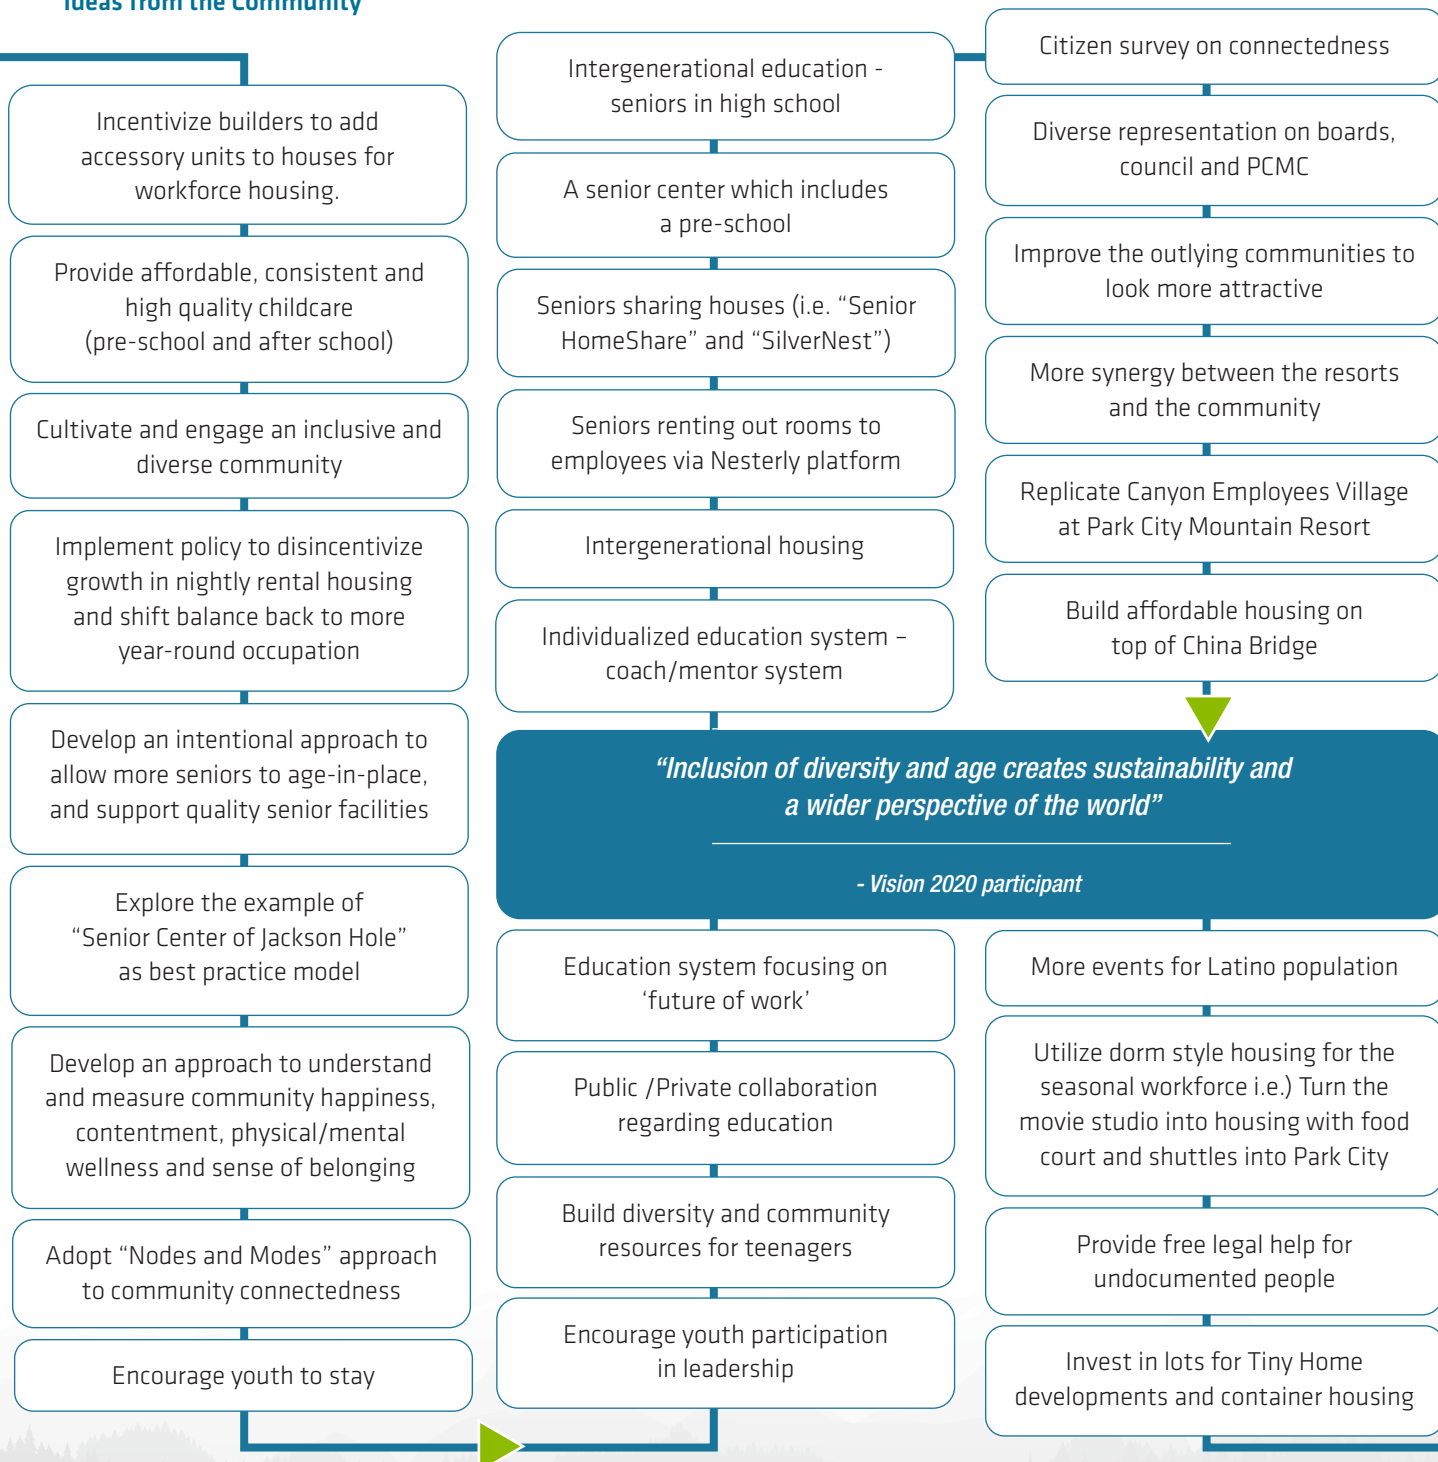 Ideas from the Community
Incentivize builders to add
accessory units to houses for
workforce housing.
Provide affordable, consistent and
high quality childcare
(pre-school and after school)
Cultivate and engage an inclusive and
diverse community
Implement policy to disincentivize
growth in nightly rental housing
and shift balance back to more
year-round occupation
Develop an intentional approach to
allow more seniors to age-in-place,
and support quality senior facilities
Explore the example of
“Senior Center of Jackson Hole”
as best practice model
Develop an approach to understand
and measure community happiness,
contentment, physical/mental
wellness and sense of belonging
Adopt “Nodes and Modes” approach
to community connectedness
Encourage youth to stay
Intergenerational education -
seniors in high school
A senior center which includes
a pre-school
Seniors sharing houses (i.e. “Senior
HomeShare” and “SilverNest”)
Seniors renting out rooms to
employees via Nesterly platform
Intergenerational housing
Individualized education system –
coach/mentor system
Citizen survey on connectedness
Diverse representation on boards,
council and PCMC
Improve the outlying communities to
look more attractive
More synergy between the resorts
and the community
Replicate Canyon Employees Village
at Park City Mountain Resort
Build affordable housing on
top of China Bridge
“Inclusion of diversity and age creates sustainability and
a wider perspective of the world”
- Vision 2020 participant
Education system focusing on
‘future of work’
Public /Private collaboration
regarding education
Build diversity and community
resources for teenagers
Encourage youth participation
in leadership
More events for Latino population
Utilize dorm style housing for the
seasonal workforce i.e.) Turn the
movie studio into housing with food
court and shuttles into Park City
Provide free legal help for
undocumented people
Invest in lots for Tiny Home
developments and container housing